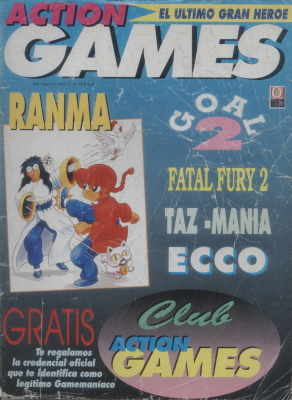 ACTION
EL ULTIMO GRAN HEROE
GAMES
RANMA
GOAL
2
FATAL FURY 2
TAZ-MANIA
ECCO
GRATIS
Te regalamos
la credencial oficial
que te identifica como
legítimo Gamemaníaco
Club
ACTION
GAMES